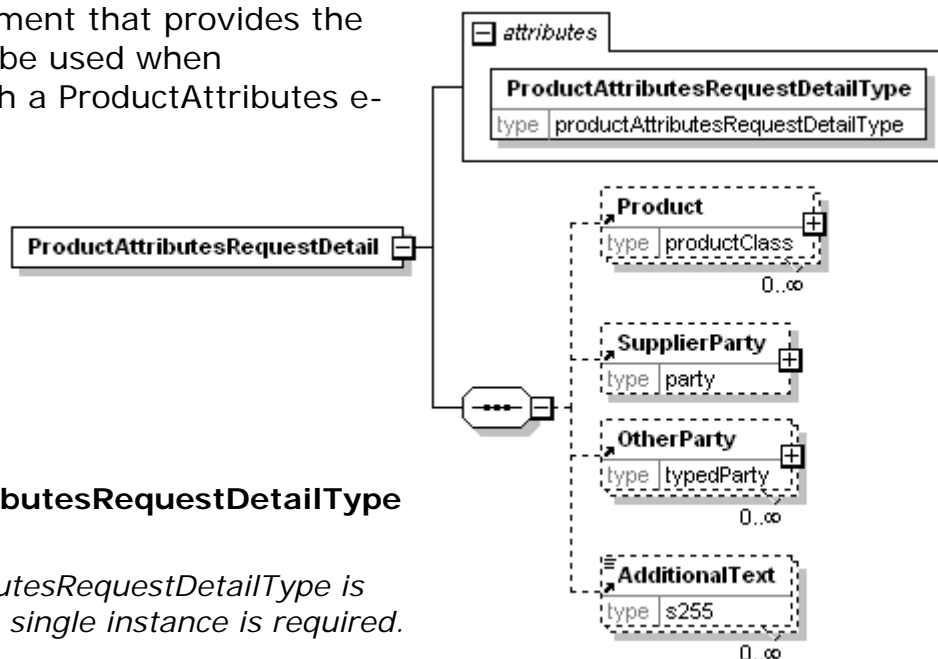 ment that provides the
be used when
h a ProductAttributes e-
attributes
ProductAttributesRequestDetailType
type productAttributesRequestDetailType
ProductAttributesRequestDetail
Product
type productClass
0..∞
SupplierParty
type party
OtherParty
type typedParty
0..∞
AdditionalText
type s255
0..∞
ibutesRequestDetailType
utesRequestDetailType is
single instance is required.